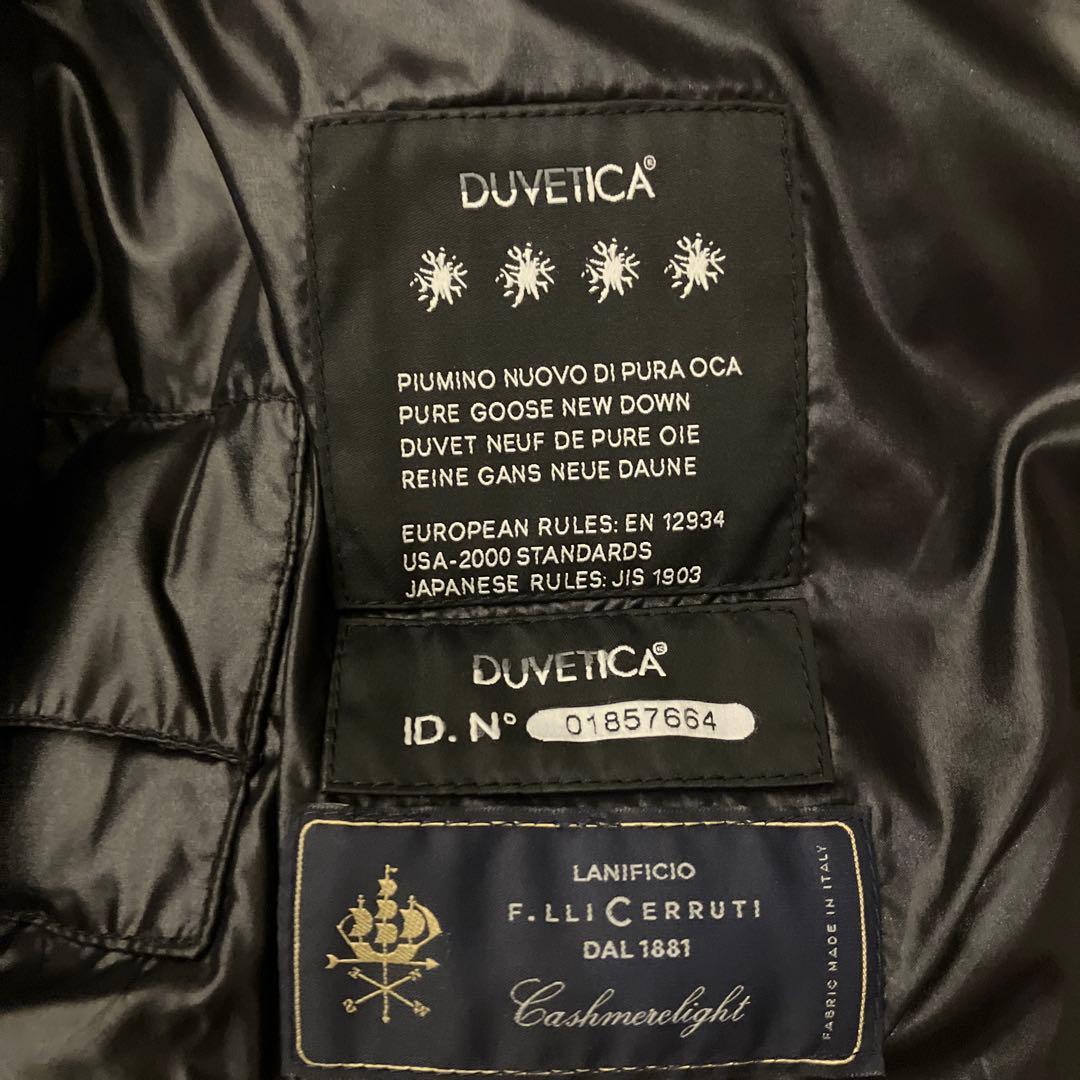 DUVETICA®
PIUMINO NUOVO DI PURA OCA
PURE GOOSE NEW DOWN
DUVET NEUF DE PURE OIE
REINE GANS NEUE DAUNE
EUROPEAN RULES: EN 12934
USA-2000 STANDARDS
JAPANESE RULES: JIS 1903
DUVETICA®
ID. N° 01857664
LANIFICIO
F.LLI CERRUTI
DAL 1881
Cashmerelight
FABRIC MADE IN ITALY